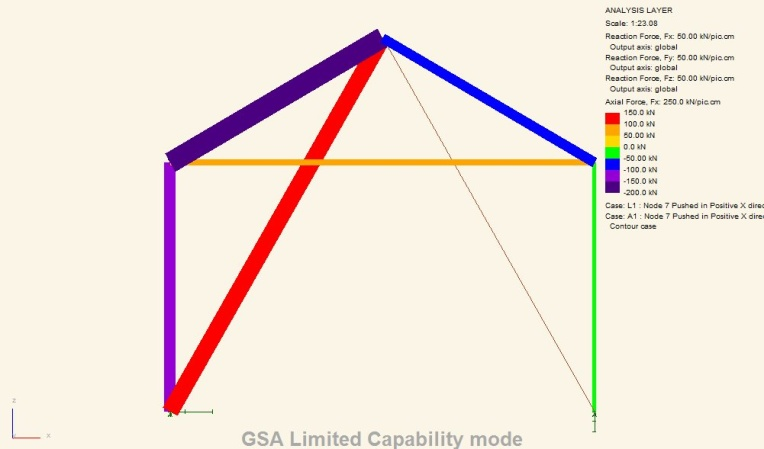 ANALYSIS LAYER
Scale: 1:23.08
Reaction Force, Fx: 50.00 kN/pic.cm
Output axis: global
Reaction Force, Fy: 50.00 kN/pic.cm
Output axis: global
Reaction Force, Fz: 50.00 kN/pic.cm
Output axis: global
Axial Force, Fx: 250.0 kN/pic.cm
150.0 kN
100.0 kN
50.00 kN
0.0 kN
-50.00 kN
-100.0 kN
-150.0 kN
-200.0 kN
Case: L1 : Node 7 Pushed in Positive X direc
Case: A1 : Node 7 Pushed in Positive X direc
Contour case
z
x
GSA Limited Capability mode